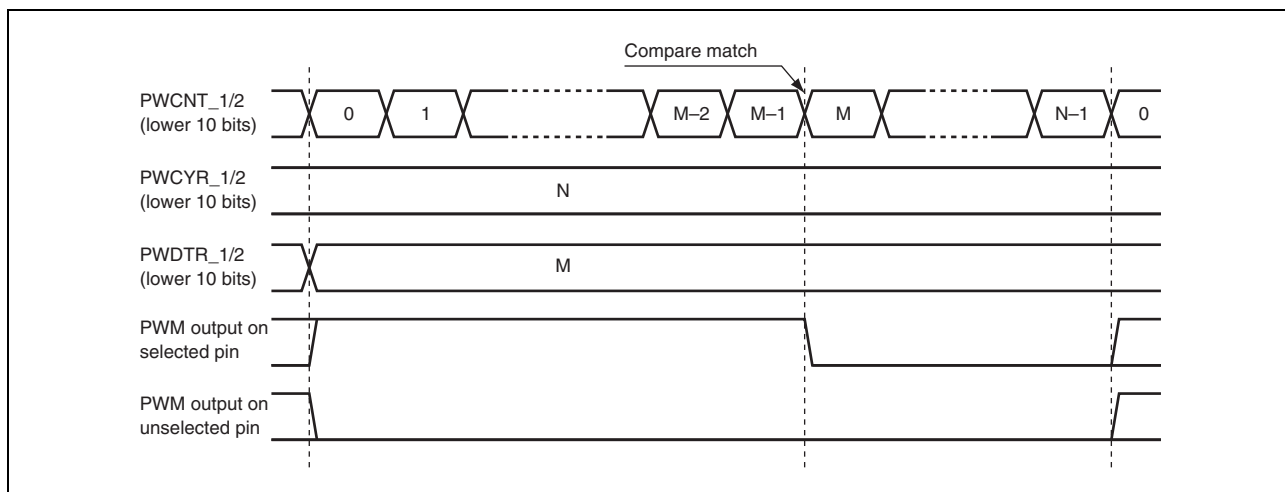 Compare match
PWCNT_1/2
(lower 10 bits)
0 1 M–2 M–1 M N–1 0
PWCYR_1/2
(lower 10 bits)
N
PWDTR_1/2
(lower 10 bits)
M
PWM output on
selected pin
PWM output on
unselected pin